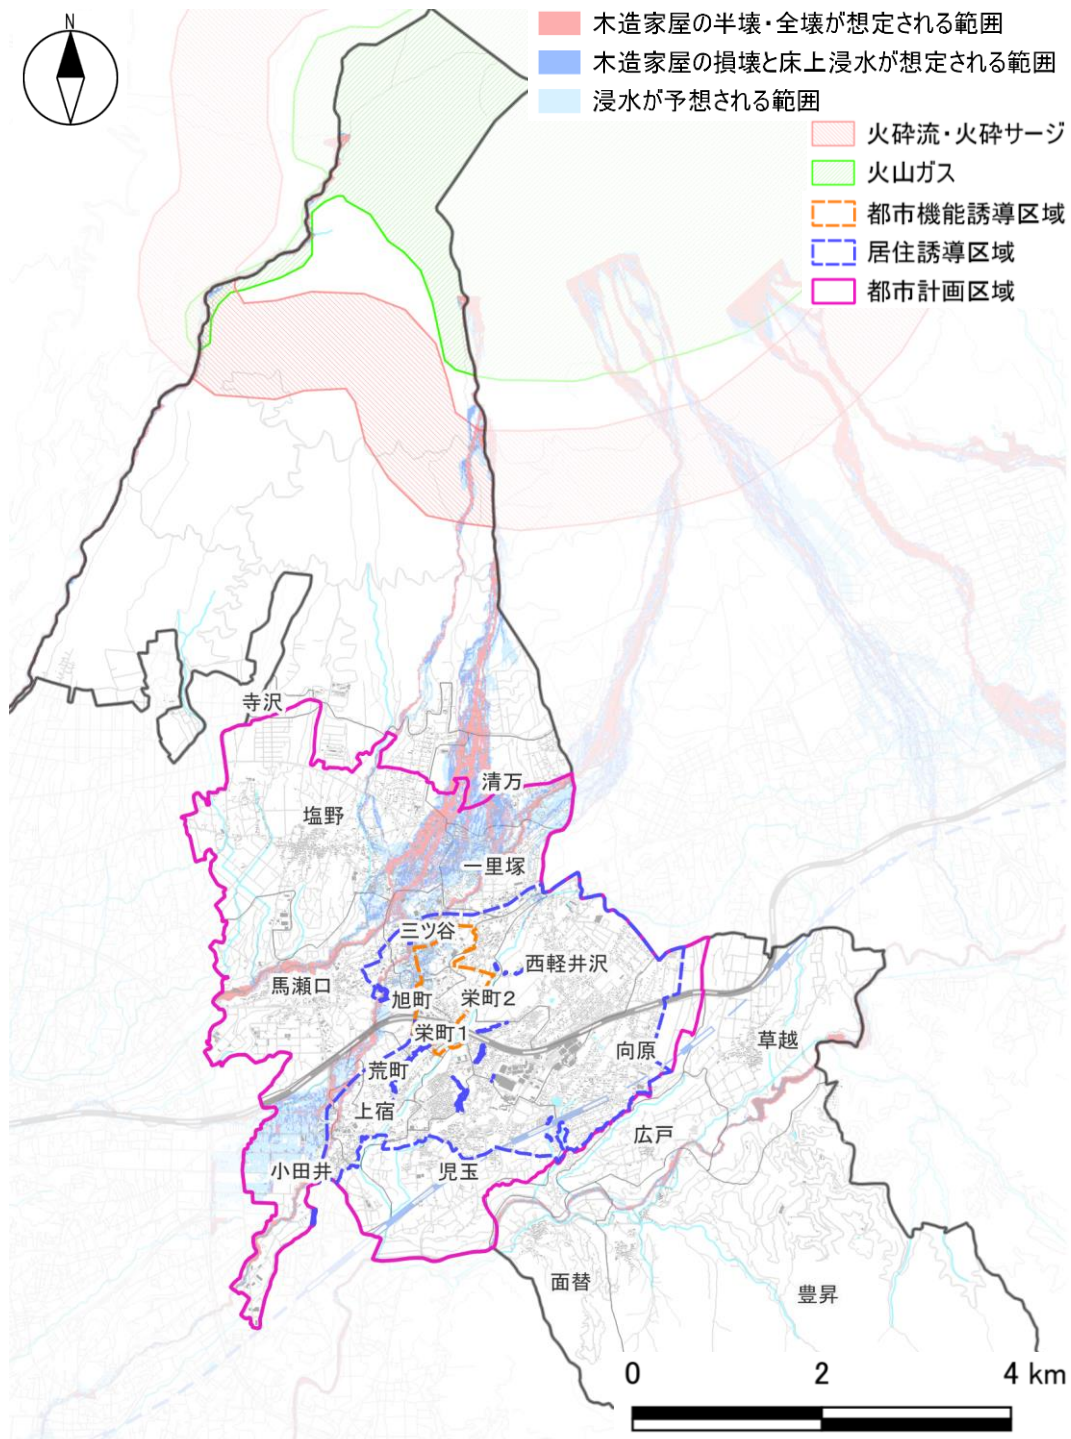 N
木造家屋の半壊・全壊が想定される範囲
木造家屋の損壊と床上浸水が想定される範囲
浸水が予想される範囲
火砕流・火砕サージ
火山ガス
都市機能誘導区域
居住誘導区域
都市計画区域
寺沢
清万
塩野
一里塚
三ツ谷
西軽井沢
馬瀬口
旭町
栄町2
栄町1
向原
草越
荒町
上宿
広戸
小田井
児玉
面替
豊昇
0 2 4 km